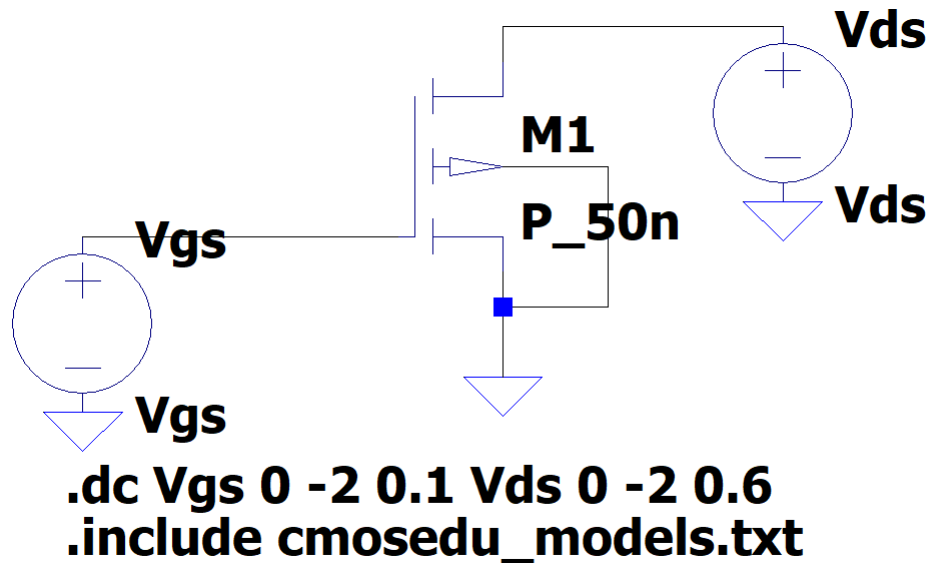 Vds
M1
Vds
P_50n
Vgs
Vgs
.dc Vgs 0 -2 0.1 Vds 0 -2 0.6
.include cmosedu_models.txt